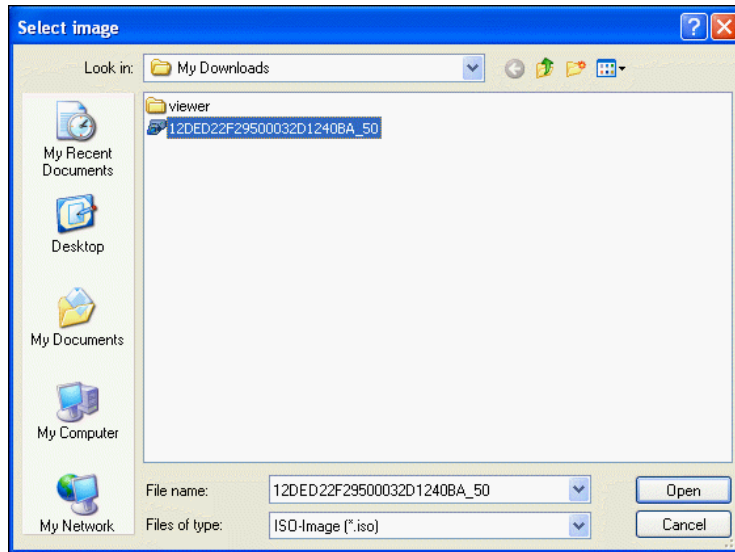 Select image
Look in:
My Downloads
viewer
12DED22F29500032D1240BA_50
My Recent
Documents
Desktop
My Documents
My Computer
My Network
File name:
12DED22F29500032D1240BA_50
Open
Files of type:
ISO-Image (*.iso)
Cancel